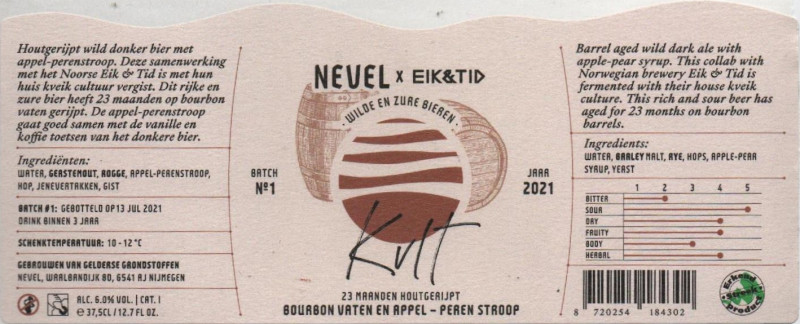 Houtgerijpt wild donker bier met
appel-perenstroop. Deze samenwerking
met het Noorse Eik & Tid is met hun
huis kveik cultuur vergist. Dit rijke en
zure bier heeft 23 maanden op bourbon
vaten gerijpt. De appel-perenstroop
gaat goed samen met de vanille en
koffie toetsen van het donkere bier.
Ingrediënten:
WATER, GERSTEMOUT, ROGGE, APPEL-PERENSTROOP,
HOP, JENEVERTAKKEN, GIST
BATCH #1: GEBOTTELD OP 13 JUL 2021
DRINK BINNEN 3 JAAR
SCHENKTEMPERATUUR: 10 - 12 °C
GEBROUWEN VAN GELDERSE GRONDSTOFFEN
NEVEL, WAALBANDIJK 8D, 6541 AJ NIJMEGEN
ALC. 6.0% VOL. | CAT. I
e 37,5CL / 12.7 FL OZ.
NEVEL X EIK&TID
· WILDE EN ZURE BIEREN ·
BATCH
Nº1
JAAR
2021
Kvlt
23 MAANDEN HOUTGERIJPT
BOURBON VATEN EN APPEL – PEREN STROOP
Barrel aged wild dark ale with
apple-pear syrup. This collab with
Norwegian brewery Eik & Tid is
fermented with their house kveik
culture. This rich and sour beer has
aged for 23 months on bourbon
barrels.
Ingredients:
WATER, BARLEY MALT, RYE, HOPS, APPLE-PEAR
SYRUP, YEAST
1 2 3 4 5
BITTER
SOUR
DRY
FRUITY
BODY
HERBAL
8 720254 184302
Erkend
Streek
product